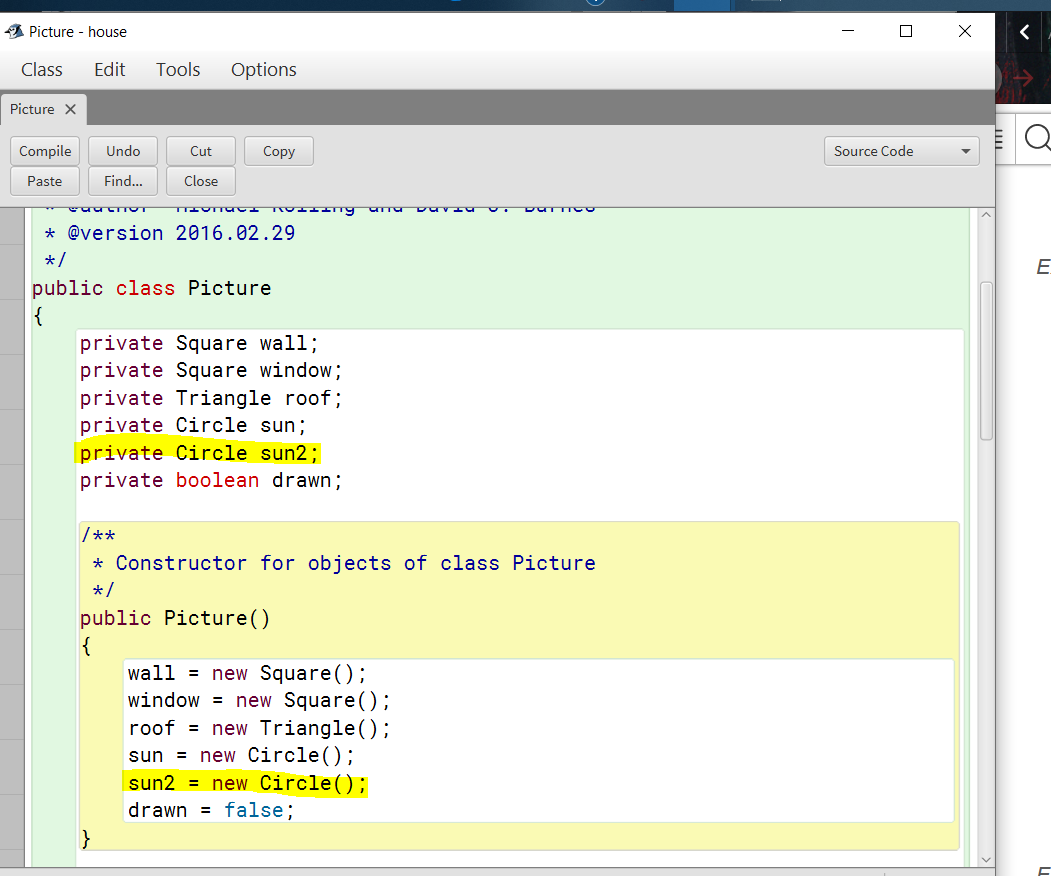 Picture - house
Class Edit Tools Options
Picture
Compile Undo Cut Copy Source Code
Paste Find... Close
* @version 2016.02.29
*/
public class Picture
{
private Square wall;
private Square window;
private Triangle roof;
private Circle sun;
private Circle sun2;
private boolean drawn;
/**
* Constructor for objects of class Picture
*/
public Picture()
{
wall = new Square();
window = new Square();
roof = new Triangle();
sun = new Circle();
sun2 = new Circle();
drawn = false;
}